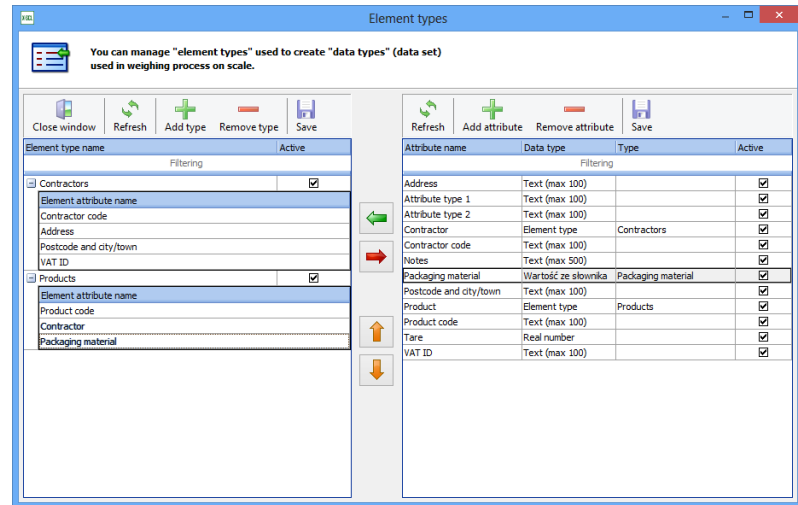 Element types
You can manage "element types" used to create "data types" (data set)
used in weighing process on scale.
Close window Refresh Add type Remove type Save
Element type name Active
Filtering
Contractors
Element attribute name
Contractor code
Address
Postcode and city/town
VAT ID
Products
Element attribute name
Product code
Contractor
Packaging material
Refresh Add attribute Remove attribute Save
Attribute name Data type Type Active
Filtering
Address Text (max 100)
Attribute type 1 Text (max 100)
Attribute type 2 Text (max 100)
Contractor Element type Contractors
Contractor code Text (max 100)
Notes Text (max 500)
Packaging material Wartość ze słownika Packaging material
Postcode and city/town Text (max 100)
Product Element type Products
Product code Text (max 100)
Tare Real number
VAT ID Text (max 100)